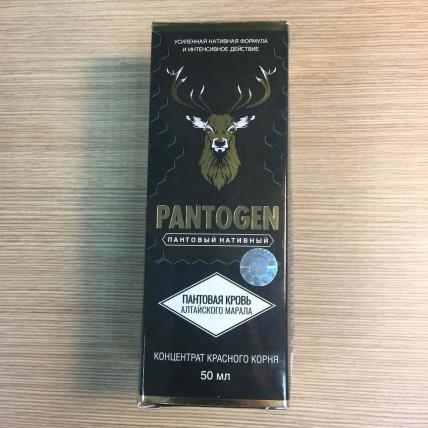 УСИЛЕННАЯ НАТИВНАЯ ФОРМУЛА
И ИНТЕНСИВНОЕ ДЕЙСТВИЕ
PANTOGEN
ПАНТОВЫЙ НАТИВНЫЙ
ПАНТОВАЯ КРОВЬ
АЛТАЙСКОГО МАРАЛА
КОНЦЕНТРАТ КРАСНОГО КОРНЯ
50 мл